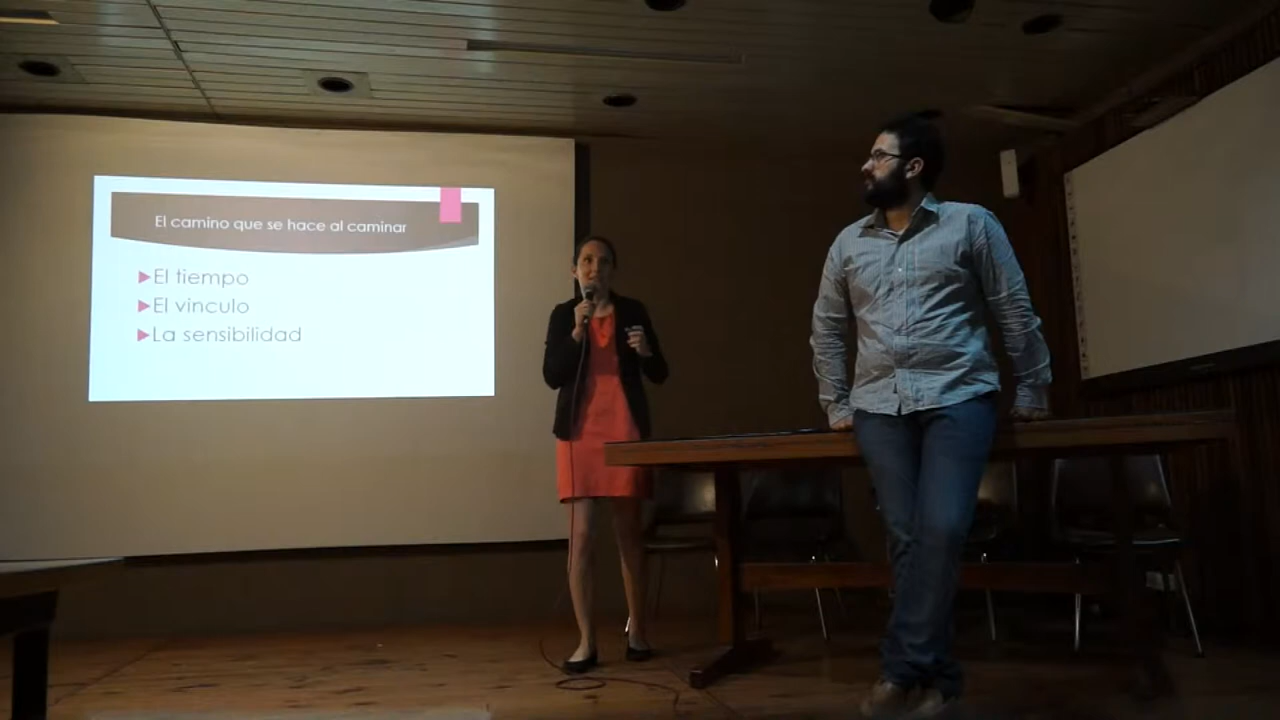 El camino que se hace al caminar
El tiempo
El vinculo
La sensibilidad